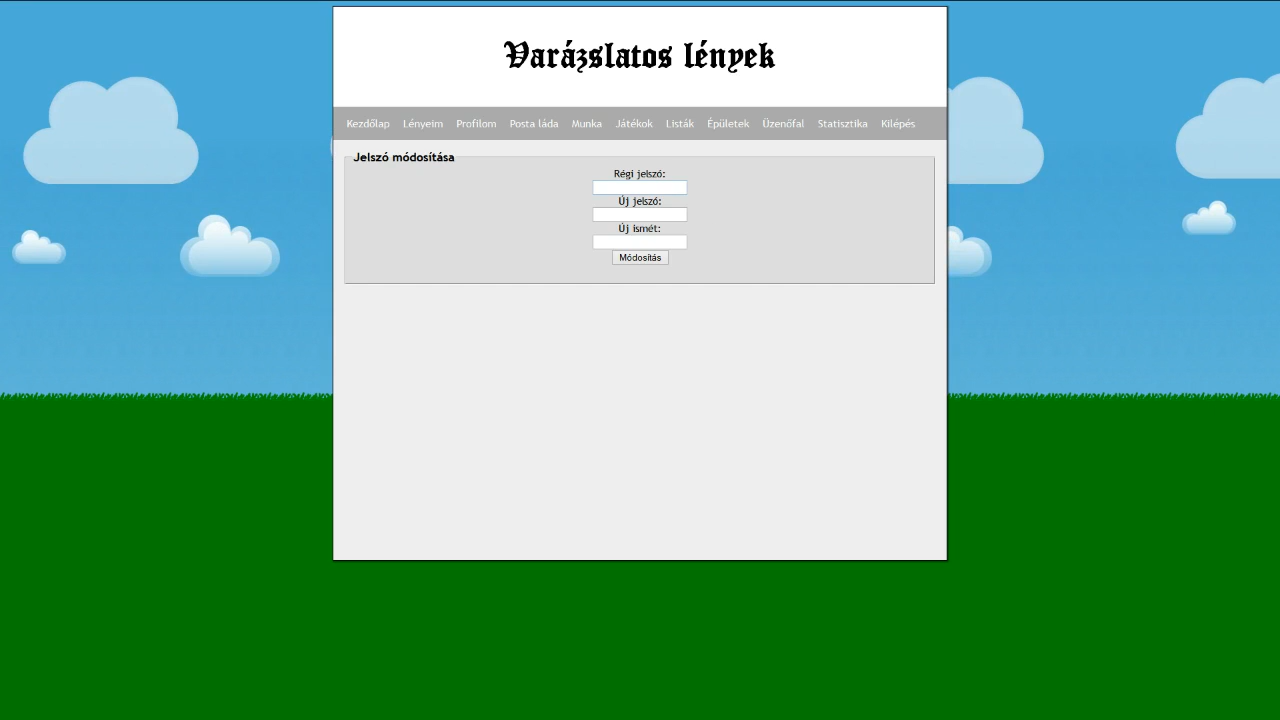 Varázslatos lények
Kezdőlap Lényeim Profilom Posta láda Munka Játékok Listák Épületek Üzenőfal Statisztika Kilépés
Jelszó módosítása
Régi jelszó:
Új jelszó:
Új ismét:
Módosítás